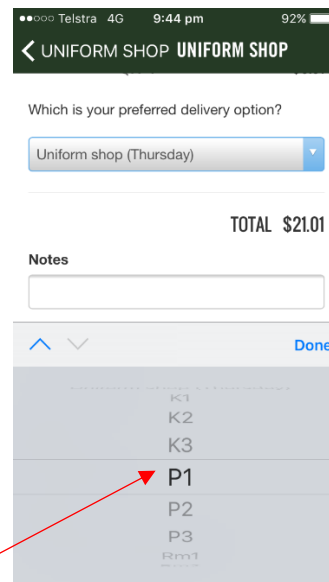 Telstra 4G 9:44 pm 92%
UNIFORM SHOP UNIFORM SHOP
Which is your preferred delivery option?
Uniform shop (Thursday)
TOTAL $21.01
Notes
Done
K1
K2
K3
P1
P2
P3
Rm1